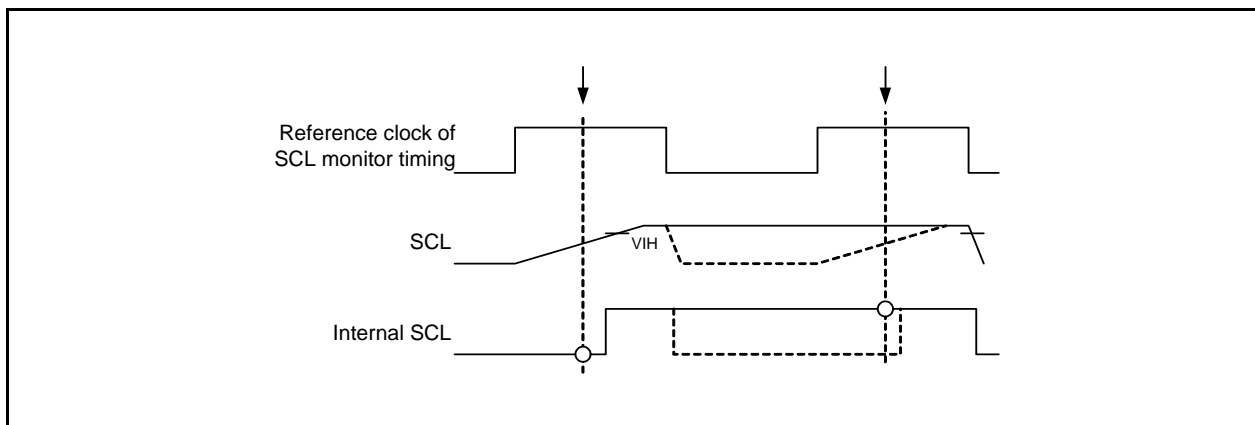 Reference clock of
SCL monitor timing
SCL
VIH
Internal SCL